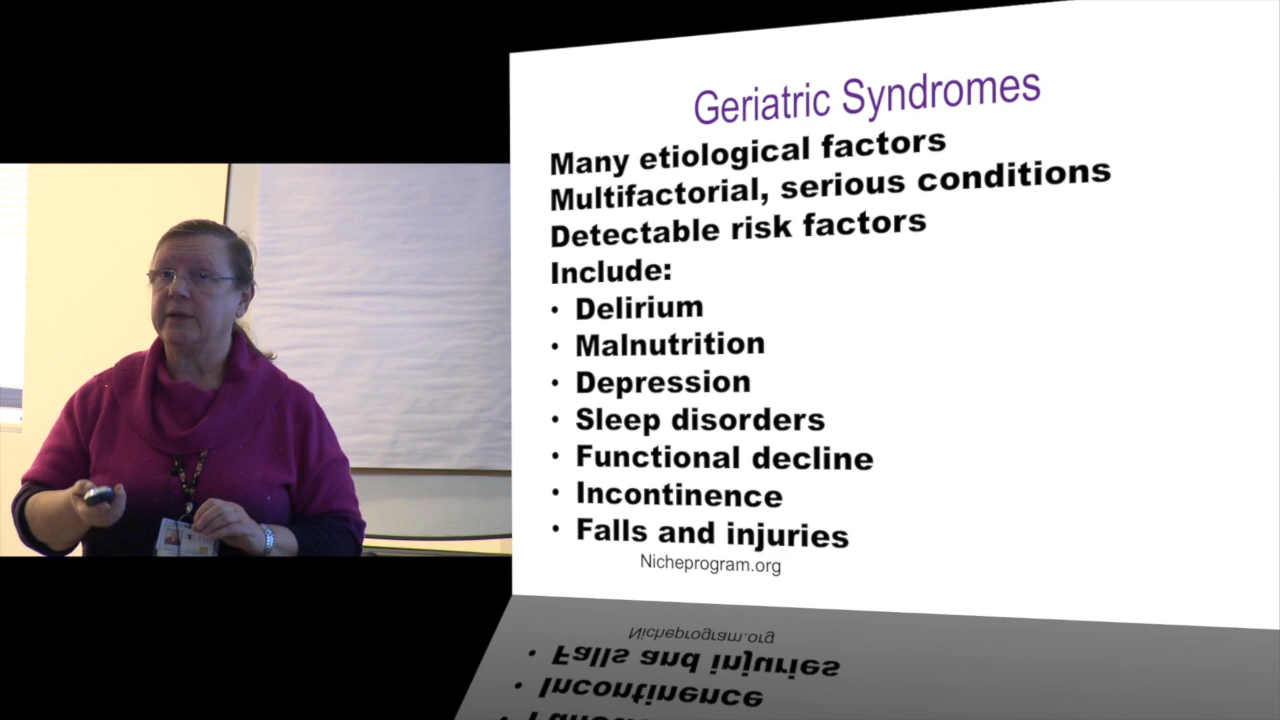 Geriatric Syndromes
Many etiological factors
Multifactorial, serious conditions
Detectable risk factors
Include:
• Delirium
• Malnutrition
• Depression
• Sleep disorders
• Functional decline
• Incontinence
• Falls and injuries
Nicheprogram.org